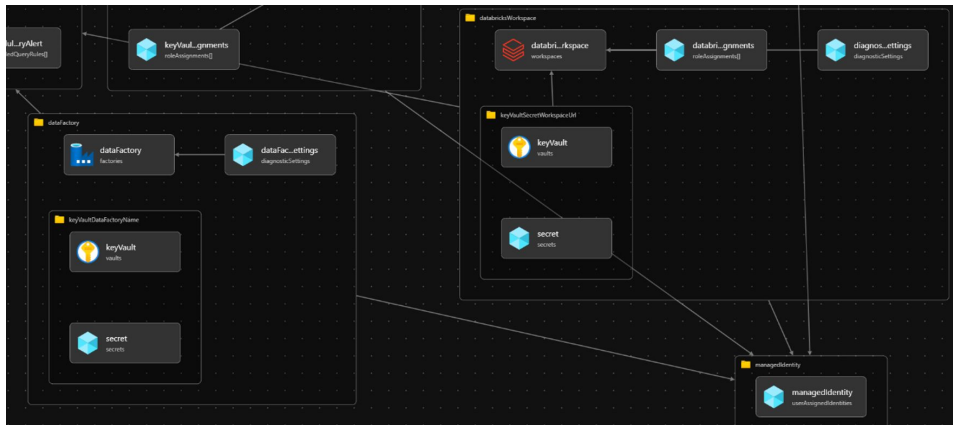 databricksWorkspace
keyVaul...gnments
roleAssignments[]
databri...rkspace
workspaces
databri...gnments
roleAssignments[]
diagnos...ettings
diagnosticSettings
ryAlert
edQueryRules[]
keyVaultSecretWorkspaceUrl
keyVault
vaults
secret
secrets
dataFactory
dataFactory
factories
dataFac...ettings
diagnosticSettings
keyVaultDataFactoryName
keyVault
vaults
secret
secrets
managedIdentity
managedIdentity
userAssignedIdentities